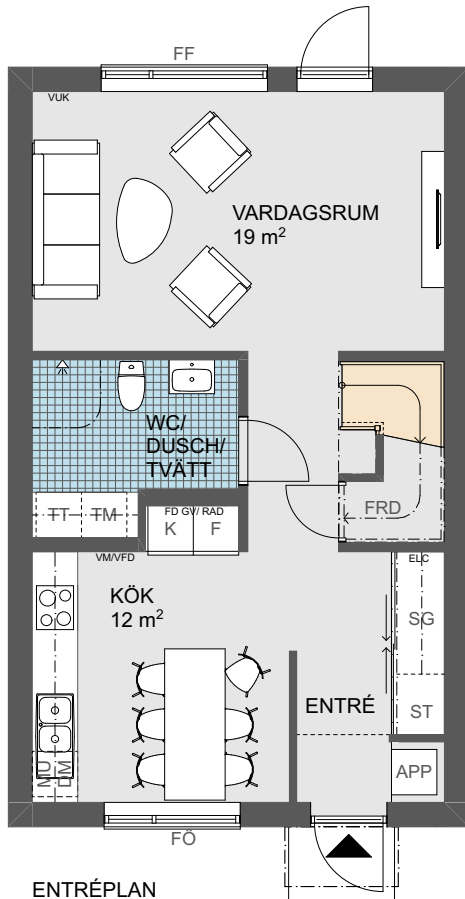 FF
VUK
VARDAGSRUM
19 m²
WC/
DUSCH/
TVÄTT
TT
TM
FD GV/ RAD
K
F
FRD
VM/VFD
ELC
KÖK
12 m²
SG
ENTRÉ
ST
MU
DM
APP
FÖ
ENTRÉPLAN